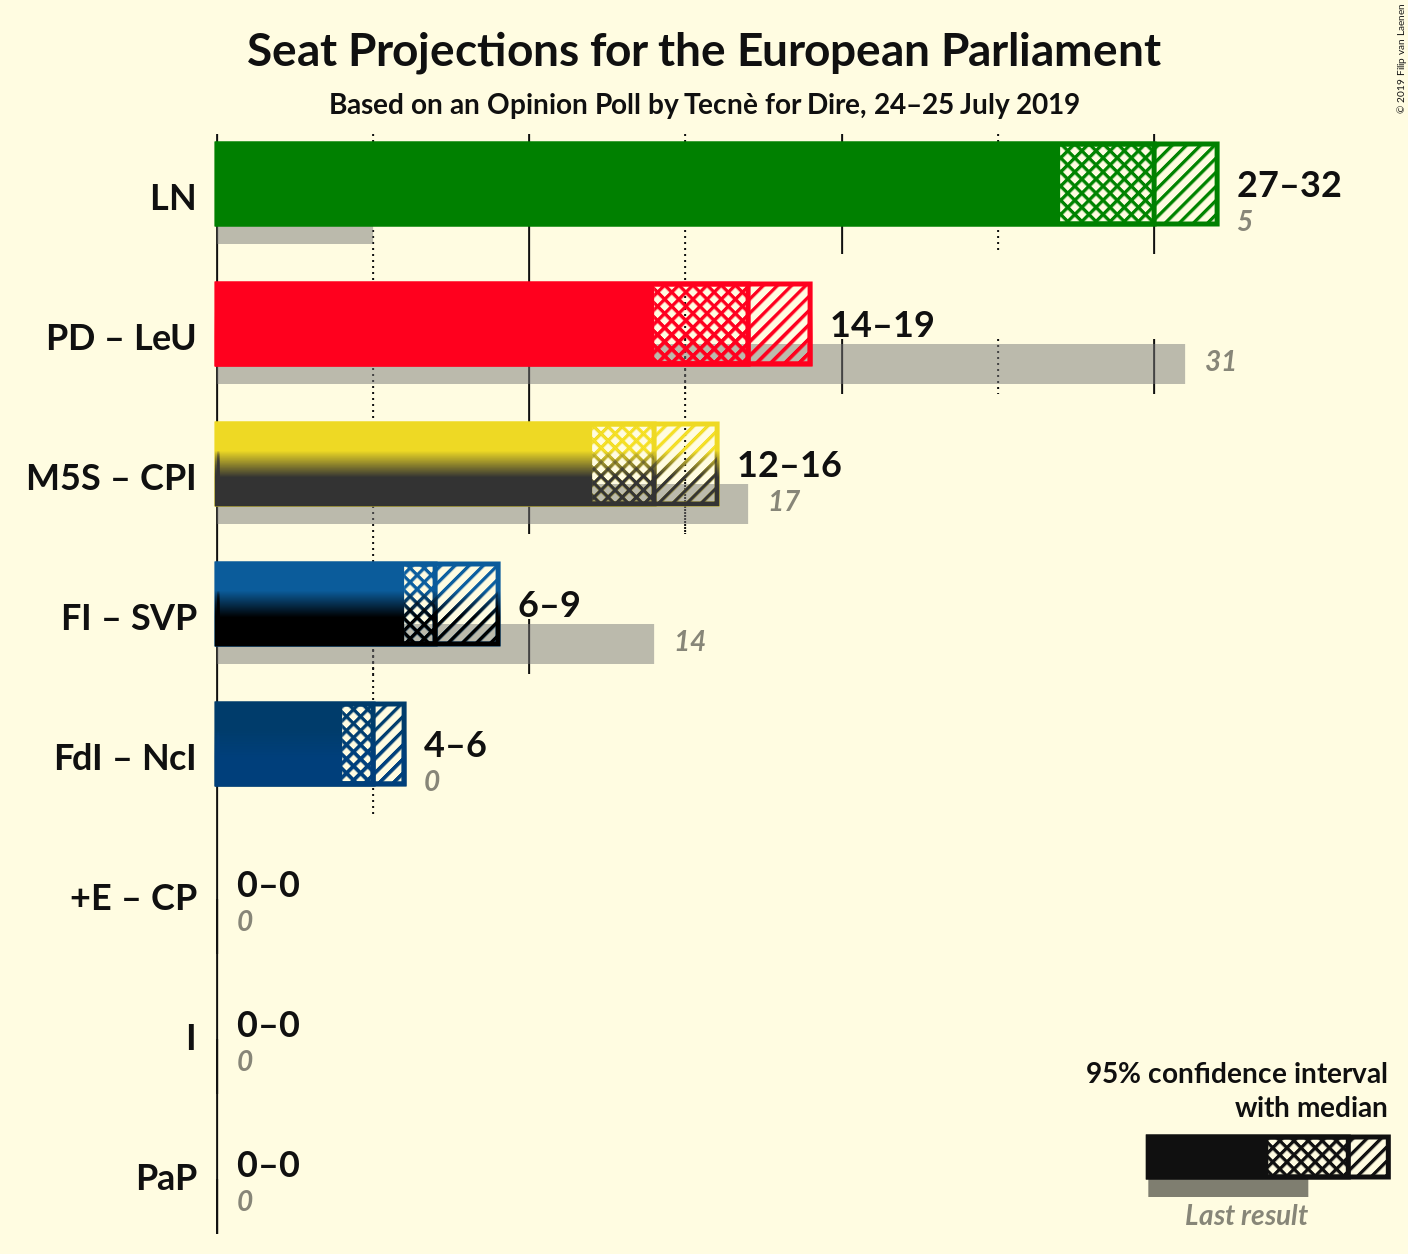 Seat Projections for the European Parliament
Based on an Opinion Poll by Tecnè for Dire, 24–25 July 2019
© 2019 Filip van Laenen
LN
27–32
5
PD – LeU
14–19
31
M5S – CPI
12–16
17
FI – SVP
6–9
14
FdI – NcI
4–6
0
+E – CP
0–0
0
I
0–0
0
PaP
0–0
0
95% confidence interval
with median
Last result